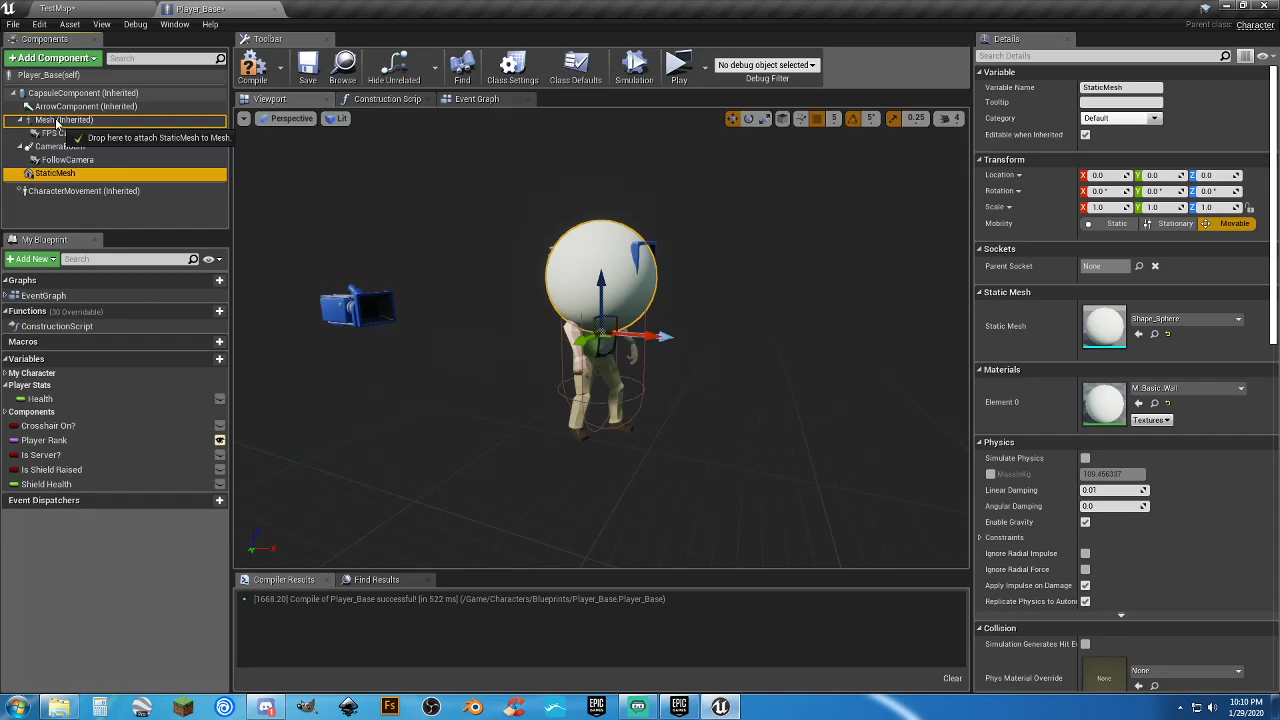 TestMap*
Player_Base*
File Edit Asset View Debug Window Help
Parent class: Character
Components
+Add Component
Search
Player_Base(self)
CapsuleComponent (Inherited)
ArrowComponent (Inherited)
Mesh (Inherited)
FPS C
Drop here to attach StaticMesh to Mesh.
FollowCamera
StaticMesh
CharacterMovement (Inherited)
My Blueprint
+Add New
Search
Graphs
EventGraph
Functions (30 Overridable)
ConstructionScript
Macros
Variables
My Character
Player Stats
Health
Components
Crosshair On?
Player Rank
Is Server?
Is Shield Raised
Shield Health
Event Dispatchers
Toolbar
Compile
Save
Browse
Hide Unrelated
Find
Class Settings
Class Defaults
Simulation
Play
No debug object selected
Debug Filter
Viewport
Construction Scrip
Event Graph
Perspective
Lit
5
5°
0.25
4
Compiler Results
Find Results
[1668.20] Compile of Player_Base successful! [in 522 ms] (/Game/Characters/Blueprints/Player_Base.Player_Base)
Clear
Details
Search Details
Variable
Variable Name StaticMesh
Tooltip
Category Default
Editable when Inherited
Transform
Location X 0.0 Y 0.0 Z 0.0
Rotation X 0.0 ° Y 0.0 ° Z 0.0 °
Scale X 1.0 Y 1.0 Z 1.0
Mobility Static Stationary Movable
Sockets
Parent Socket None
Static Mesh
Static Mesh Shape_Sphere
Materials
Element 0 M_Basic_Wall
Textures
Physics
Simulate Physics
MassInKg 109.456337
Linear Damping 0.01
Angular Damping 0.0
Enable Gravity
Constraints
Ignore Radial Impulse
Ignore Radial Force
Apply Impulse on Damage
Replicate Physics to Auton
Collision
Simulation Generates Hit E
Phys Material Override None None
10:10 PM
1/29/2020